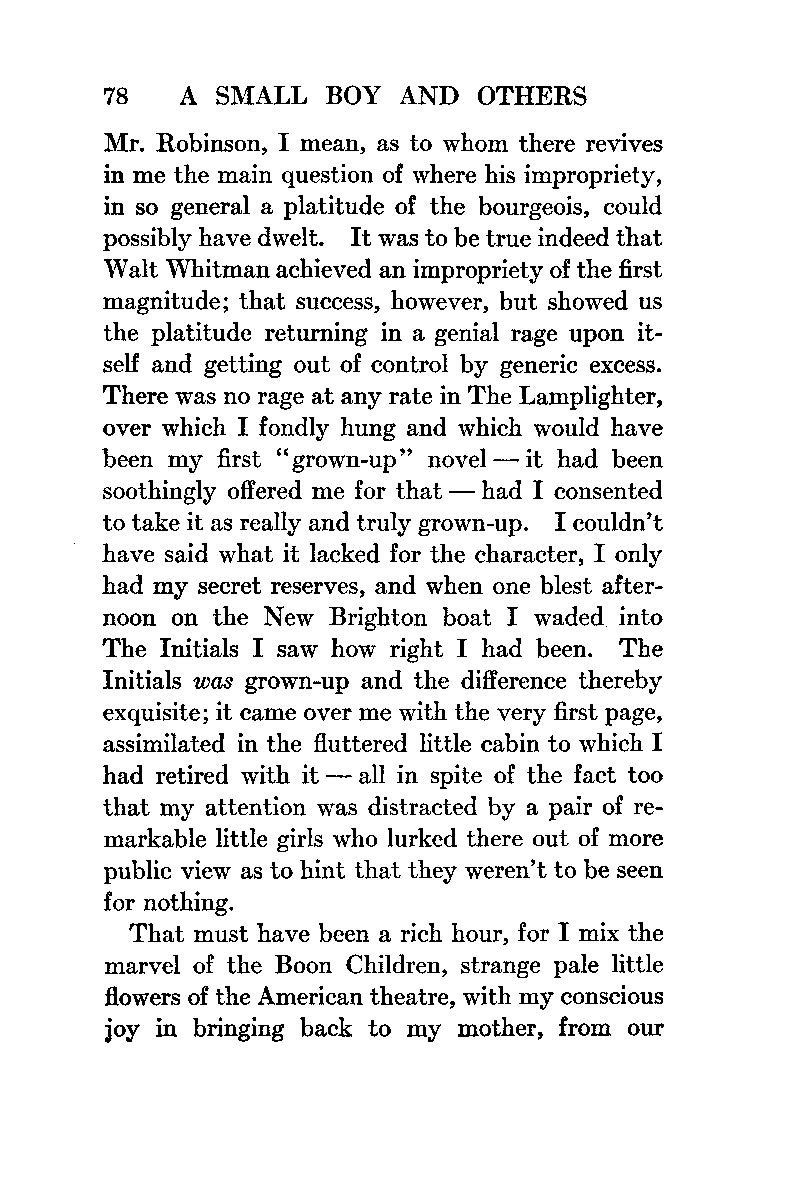 78 A SMALL BOY AND OTHERS
Mr. Robinson, I mean, as to whom there revives
in me the main question of where his impropriety,
in so general a platitude of the bourgeois, could
possibly have dwelt. It was to be true indeed that
Walt Whitman achieved an impropriety of the first
magnitude; that success, however, but showed us
the platitude returning in a genial rage upon it-
self and getting out of control by generic excess.
There was no rage at any rate in The Lamplighter,
over which I fondly hung and which would have
been my first "grown-up" novel — it had been
soothingly offered me for that — had I consented
to take it as really and truly grown-up. I couldn't
have said what it lacked for the character, I only
had my secret reserves, and when one blest after-
noon on the New Brighton boat I waded into
The Initials I saw how right I had been. The
Initials was grown-up and the difference thereby
exquisite; it came over me with the very first page,
assimilated in the fluttered little cabin to which I
had retired with it — all in spite of the fact too
that my attention was distracted by a pair of re-
markable little girls who lurked there out of more
public view as to hint that they weren't to be seen
for nothing.
That must have been a rich hour, for I mix the
marvel of the Boon Children, strange pale little
flowers of the American theatre, with my conscious
joy in bringing back to my mother, from our